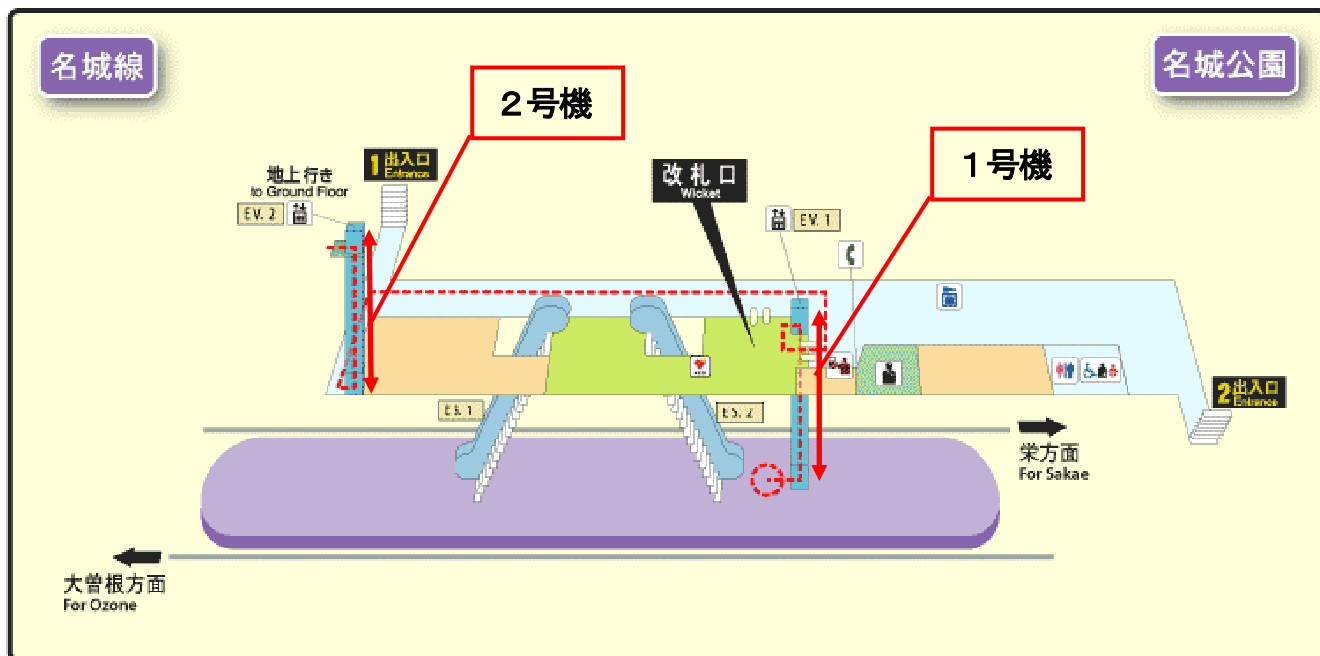 名城線
名城公園
２号機
１号機
地上行き
to Ground Floor
EV. 2
1 出入口
Entrance
改札口
Wicket
EV. 1
ES. 1
ES. 2
2 出入口
Entrance
栄方面
For Sakae
大曽根方面
For Ozone